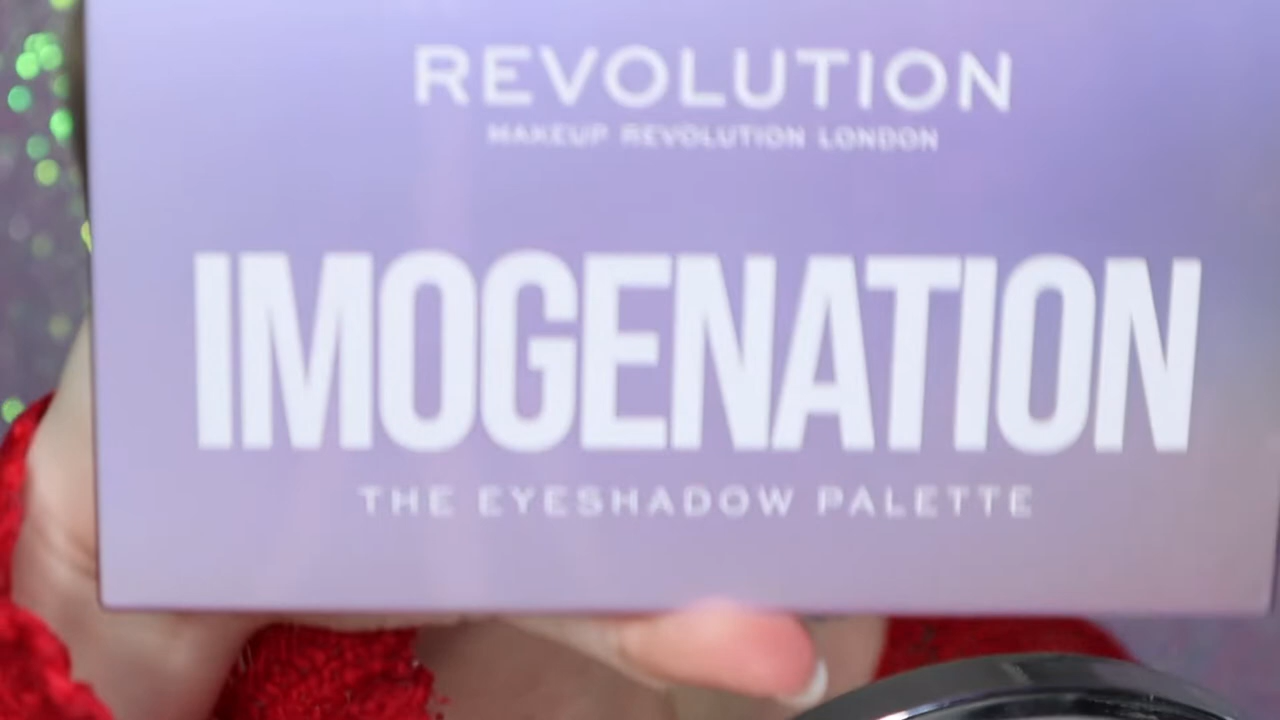 REVOLUTION
MAKEUP REVOLUTION LONDON
IMOGENATION
THE EYESHADOW PALETTE